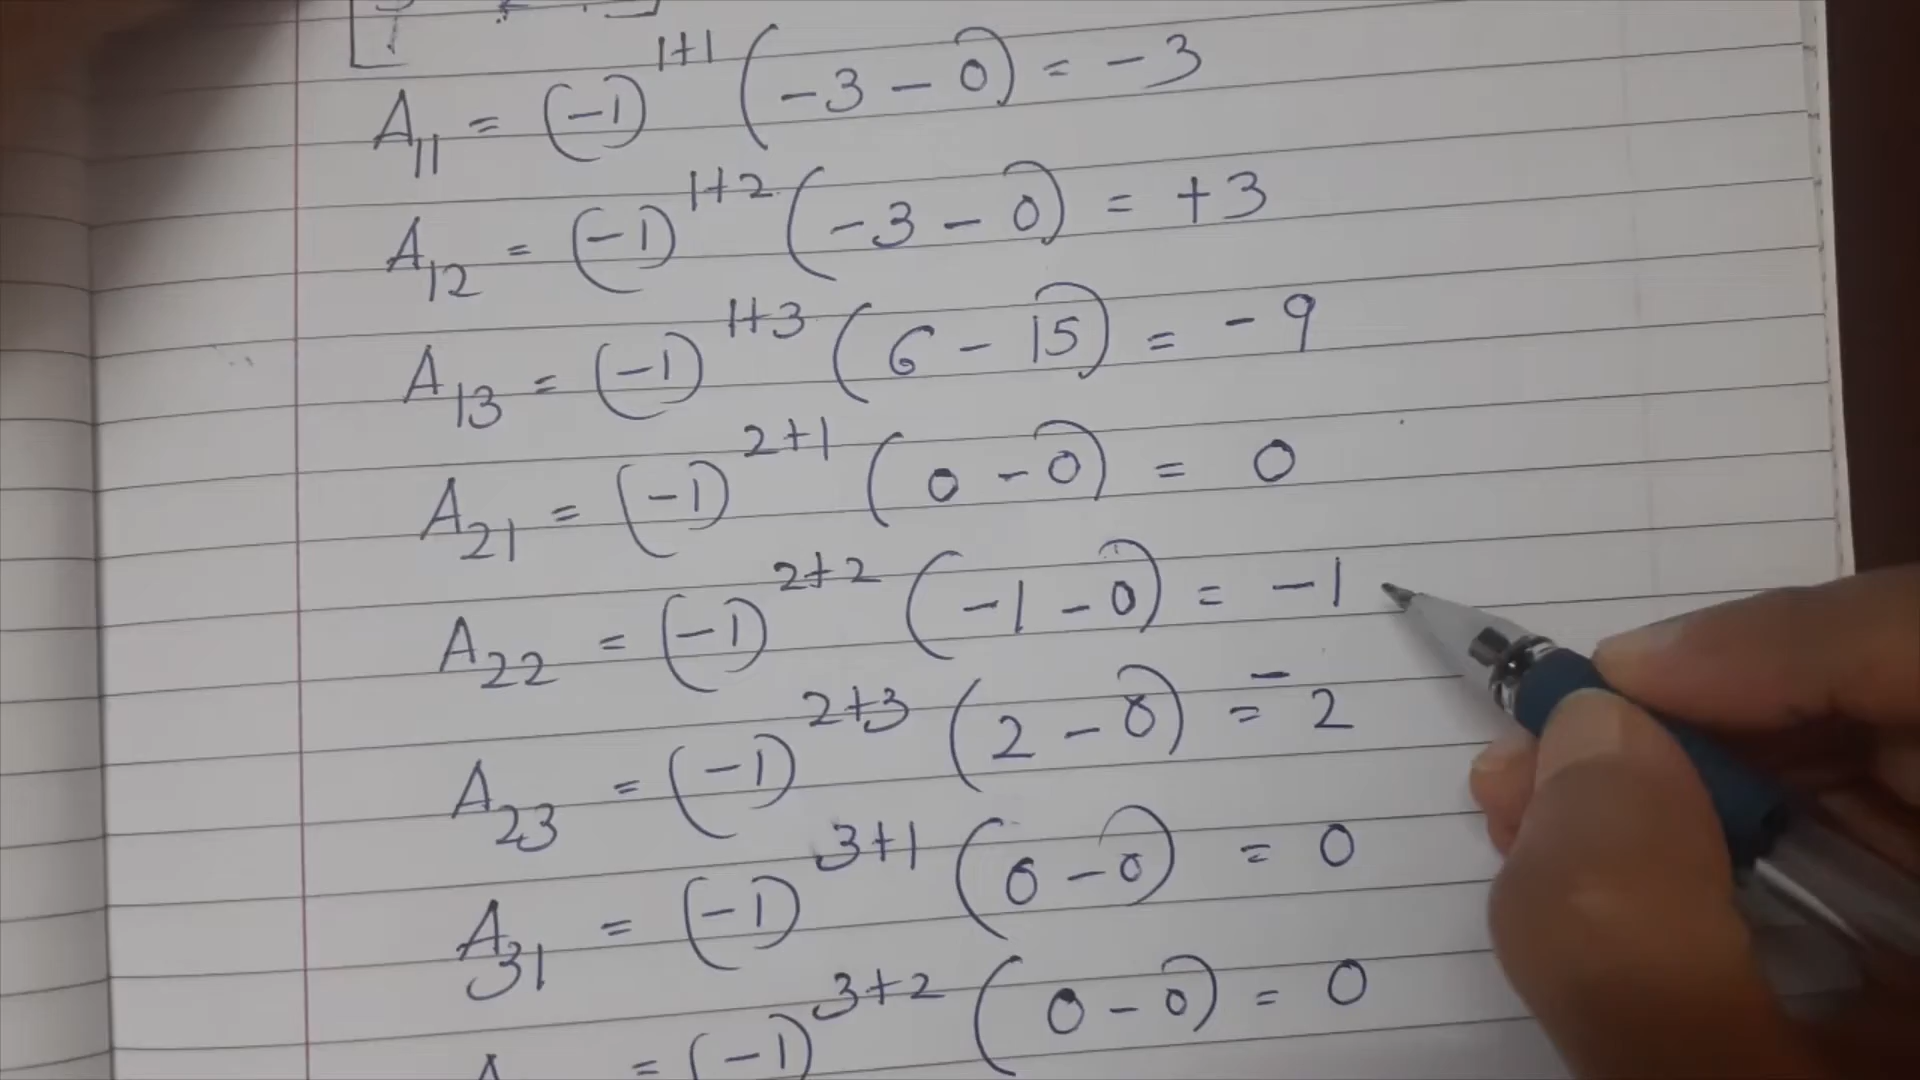 A₁₁ = (-1)¹⁺¹ (-3 - 0) = -3
A₁₂ = (-1)¹⁺² (-3 - 0) = +3
A₁₃ = (-1)¹⁺³ (6 - 15) = -9
A₂₁ = (-1)²⁺¹ (0 - 0) = 0
A₂₂ = (-1)²⁺² (-1 - 0) = -1
A₂₃ = (-1)²⁺³ (2 - 0) = -2
A₃₁ = (-1)³⁺¹ (0 - 0) = 0
= (-1)³⁺² (0 - 0) = 0